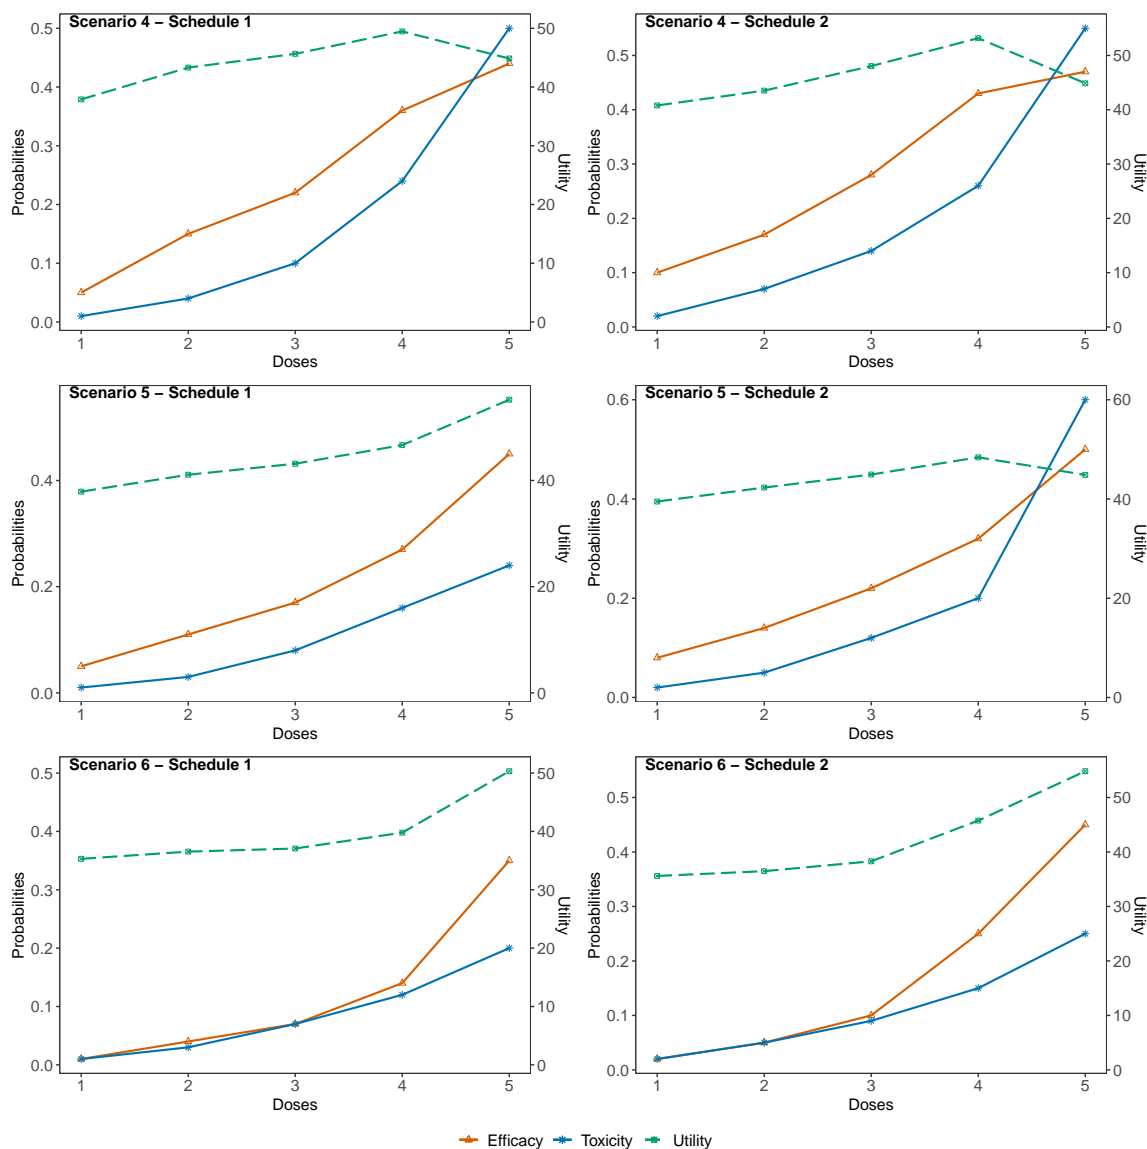 Scenario 4 – Schedule 1
0.5
0.4
0.3
0.2
0.1
0.0
Probabilities
50
40
30
20
10
0
Utility
1 2 3 4 5
Doses
Scenario 4 – Schedule 2
0.5
0.4
0.3
0.2
0.1
0.0
Probabilities
50
40
30
20
10
0
Utility
1 2 3 4 5
Doses
Scenario 5 – Schedule 1
0.4
0.2
0.0
Probabilities
40
20
0
Utility
1 2 3 4 5
Doses
Scenario 5 – Schedule 2
0.6
0.4
0.2
0.0
Probabilities
60
40
20
0
Utility
1 2 3 4 5
Doses
Scenario 6 – Schedule 1
0.5
0.4
0.3
0.2
0.1
0.0
Probabilities
50
40
30
20
10
0
Utility
1 2 3 4 5
Doses
Scenario 6 – Schedule 2
0.5
0.4
0.3
0.2
0.1
0.0
Probabilities
50
40
30
20
10
0
Utility
1 2 3 4 5
Doses
Efficacy Toxicity Utility